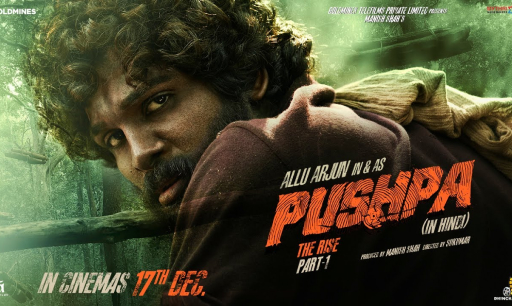 GOLDMINES
GOLDMINES TELEFILMS PRIVATE LIMITED PRESENTS
MANISH SHAH'S
ALLU ARJUN IN & AS
PUSHPA
(IN HINDI)
THE RISE
PART-1
PRODUCED BY MANISH SHAH DIRECTED BY SUKUMAR
IN CINEMAS 17TH DEC.